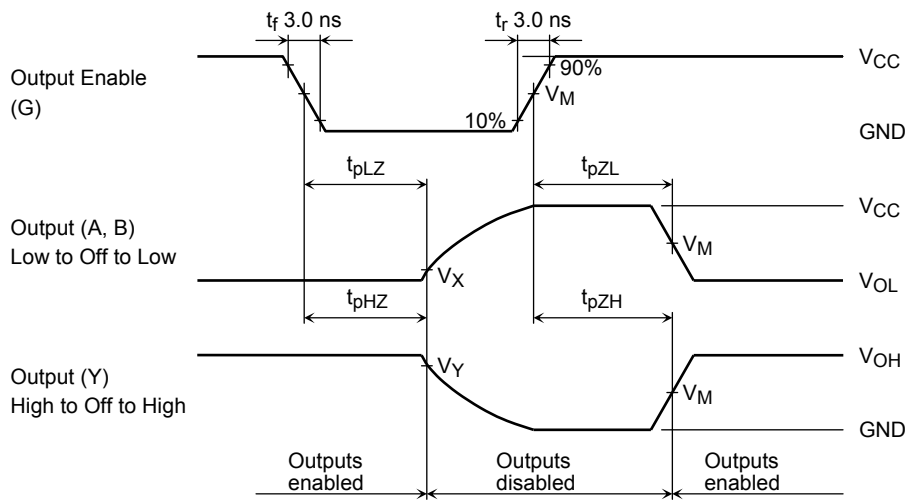 tf 3.0 ns
tr 3.0 ns
Output Enable
(G)
90%
VM
10%
VCC
GND
tpLZ
tpZL
Output (A, B)
Low to Off to Low
VX
VM
VCC
VOL
tpHZ
tpZH
Output (Y)
High to Off to High
VY
VM
VOH
GND
Outputs
enabled
Outputs
disabled
Outputs
enabled